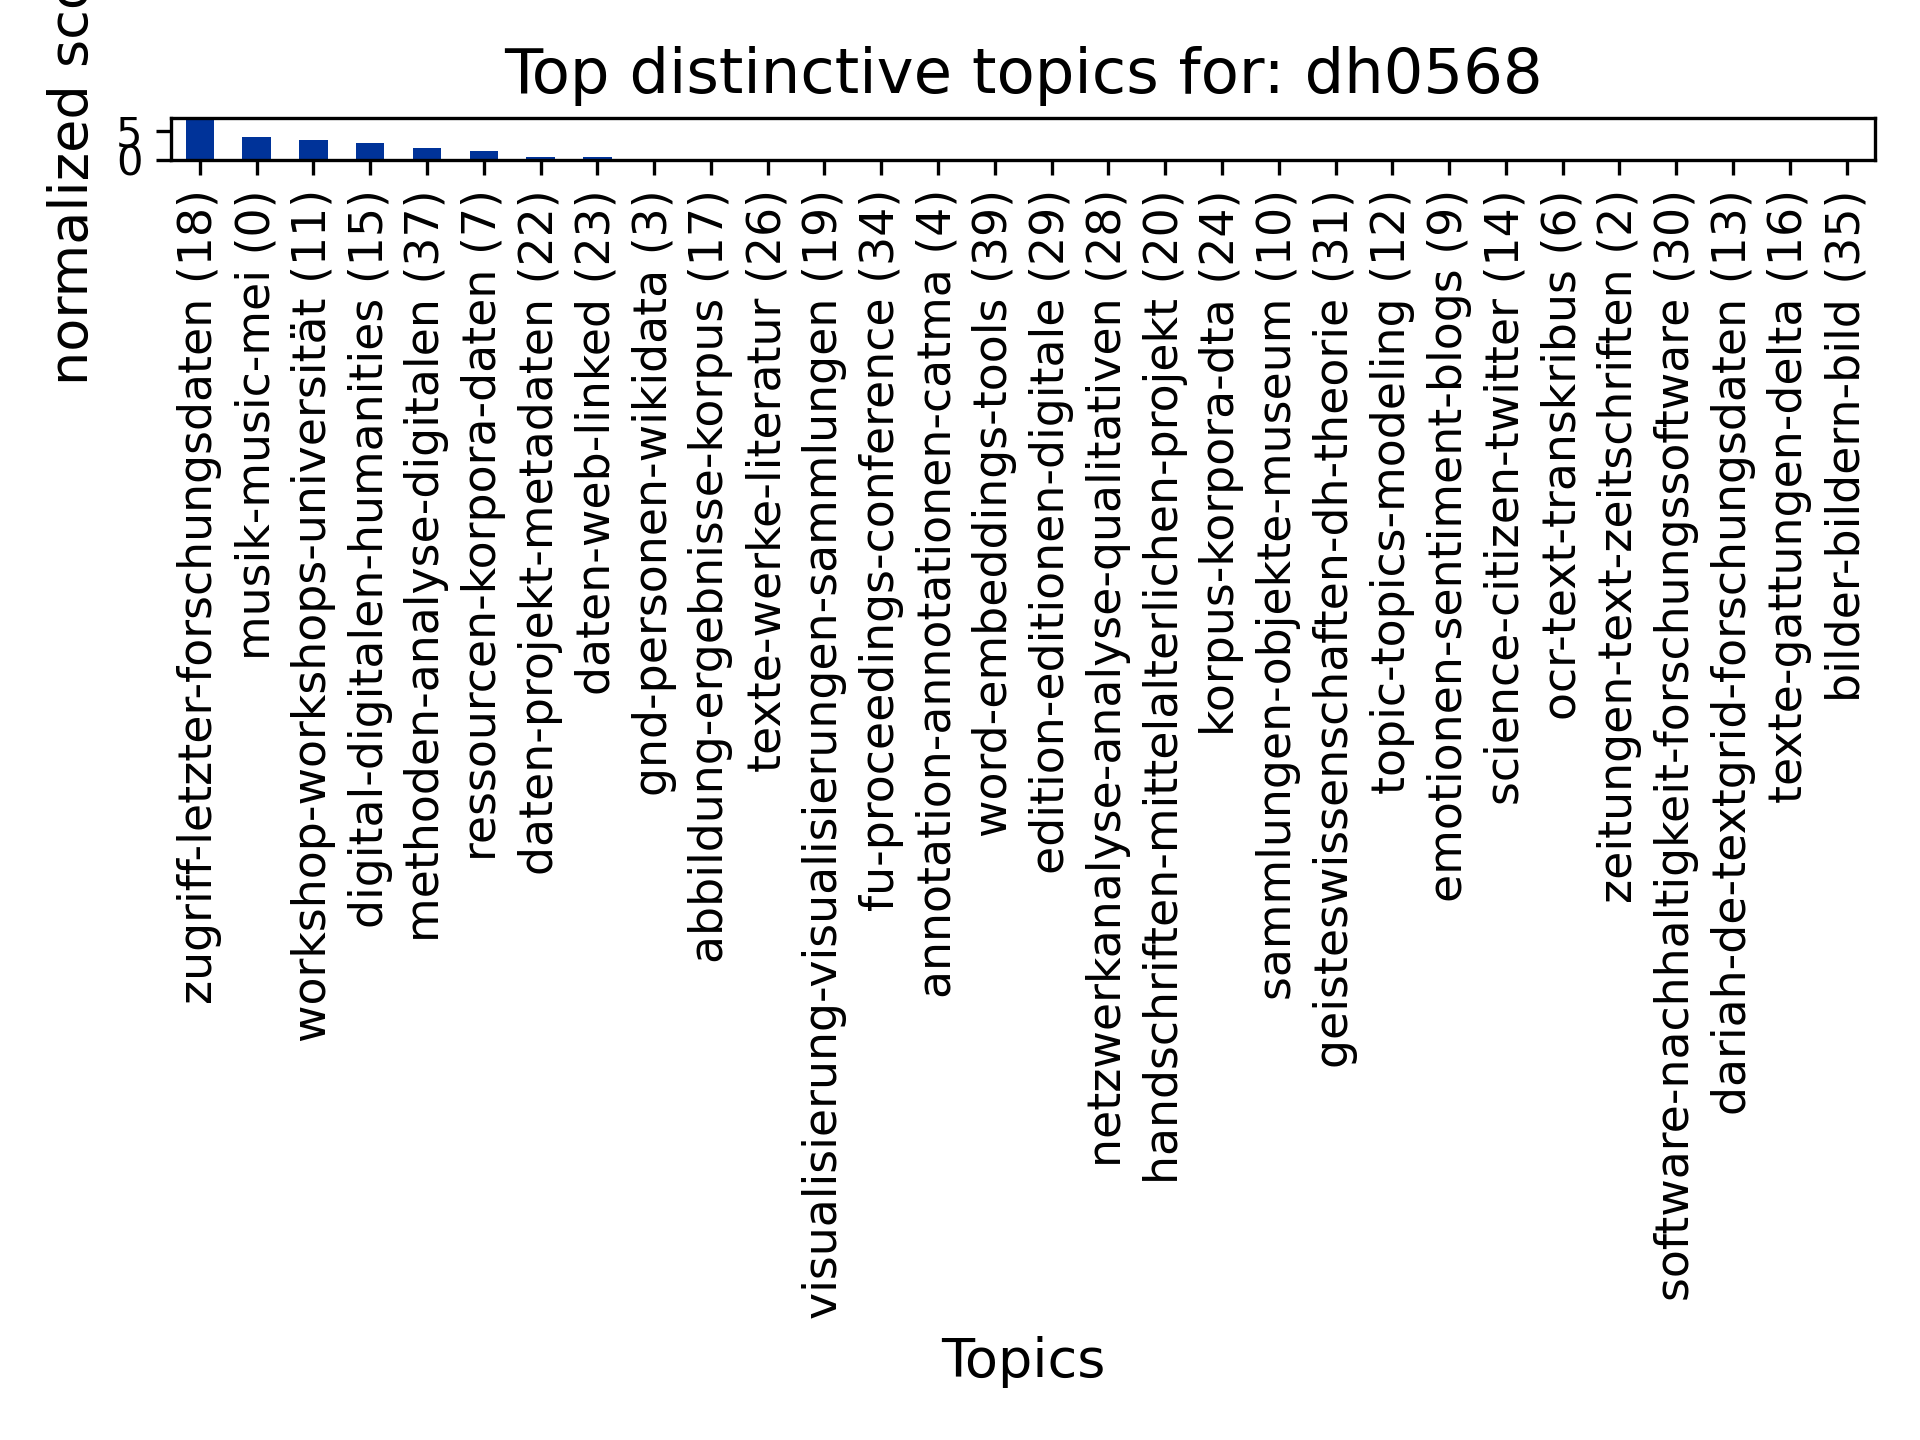 Top distinctive topics for: dh0568
normalized
5
0
zugriff-letzter-forschungsdaten (18)
musik-music-mei (0)
workshop-workshops-universität (11)
digital-digitalen-humanities (15)
methoden-analyse-digitalen (37)
ressourcen-korpora-daten (7)
daten-projekt-metadaten (22)
daten-web-linked (23)
gnd-personen-wikidata (3)
abbildung-ergebnisse-korpus (17)
texte-werke-literatur (26)
visualisierung-visualisierungen-sammlungen (19)
fu-proceedings-conference (34)
annotation-annotationen-catma (4)
word-embeddings-tools (39)
edition-editionen-digitale (29)
netzwerkanalyse-analyse-qualitativen (28)
handschriften-mittelalterlichen-projekt (20)
korpus-korpora-dta (24)
sammlungen-objekte-museum (10)
geisteswissenschaften-dh-theorie (31)
topic-topics-modeling (12)
emotionen-sentiment-blogs (9)
science-citizen-twitter (14)
ocr-text-transkribus (6)
zeitungen-text-zeitschriften (2)
software-nachhaltigkeit-forschungssoftware (30)
dariah-de-textgrid-forschungsdaten (13)
texte-gattungen-delta (16)
bilder-bildern-bild (35)
Topics